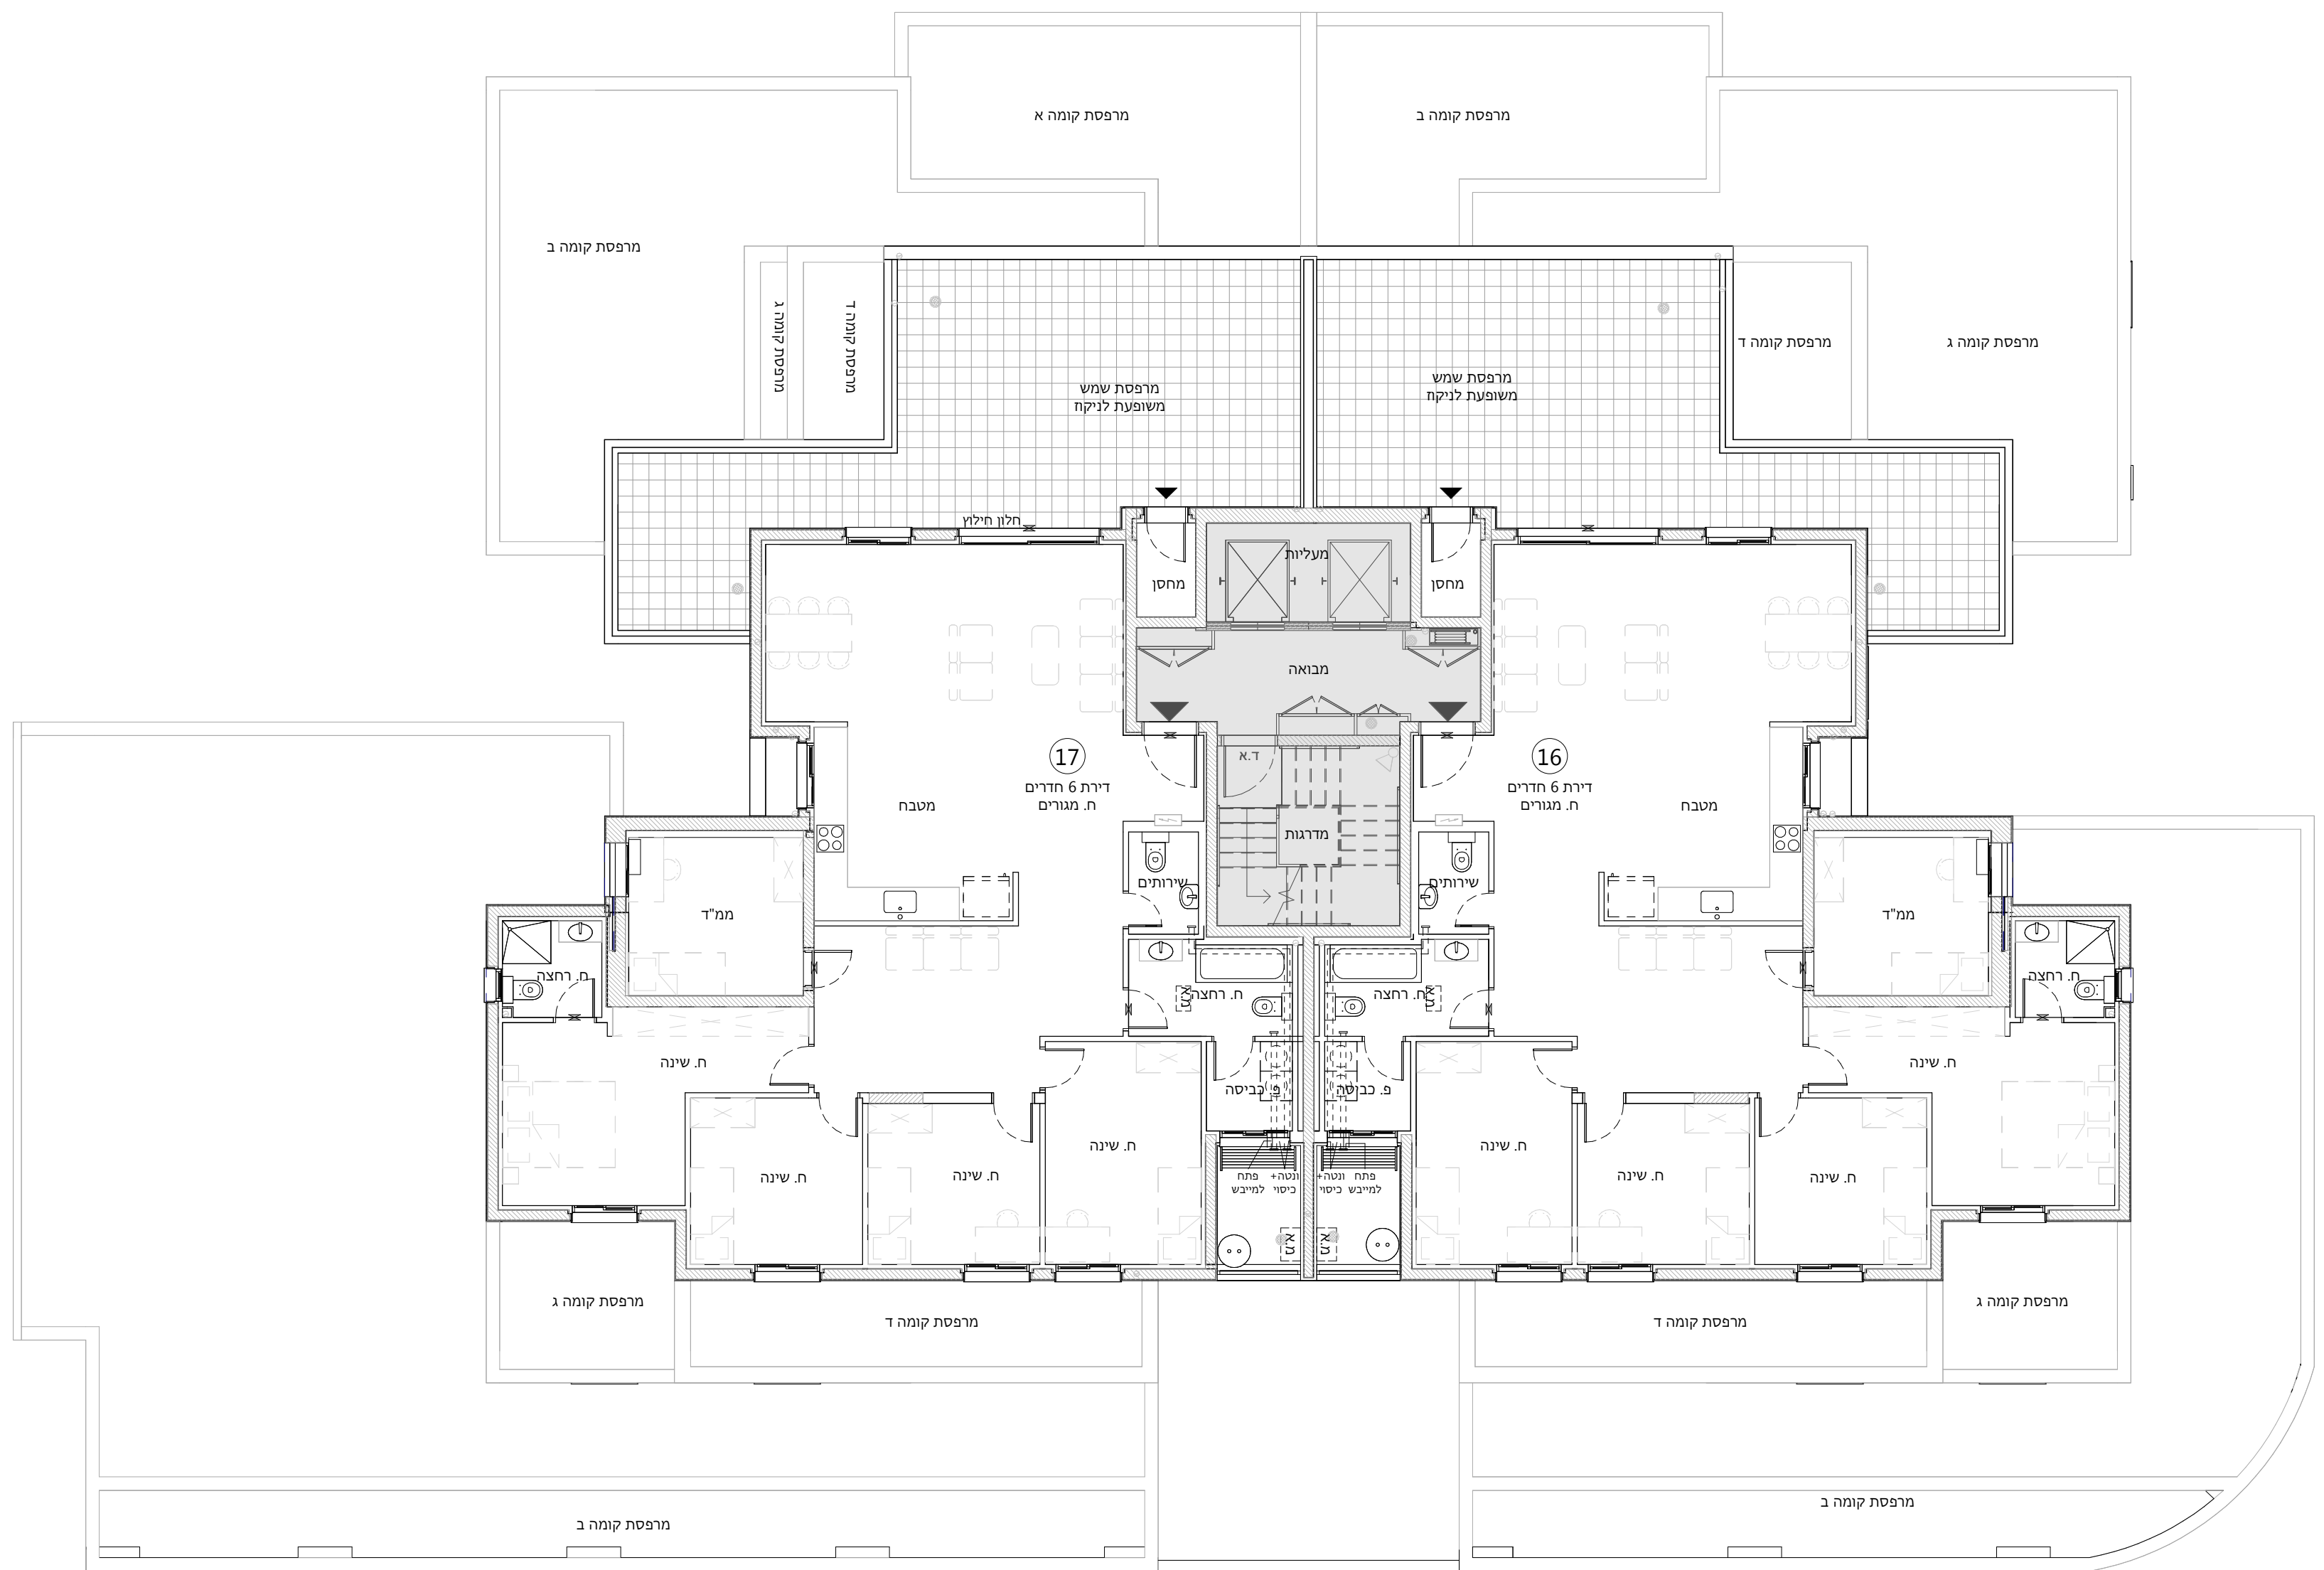 מרפסת קומה ב
מרפסת קומה א
מרפסת קומה ב
מרפסת קומה ג
מרפסת קומה ד
מרפסת קומה ד
מרפסת קומה ג
מרפסת שמש
משופעת לניקוז
מרפסת שמש
משופעת לניקוז
חלון חילוץ
מעליות
מחסן
מחסן
מבואה
16
דירת 6 חדרים
ח. מגורים
17
דירת 6 חדרים
ח. מגורים
ד.א
מטבח
מטבח
מדרגות
שירותים
שירותים
ממ"ד
ממ"ד
ח. רחצה
ח. רחצה
מ.א
ח. רחצה
מ.א
ח. רחצה
ח. שינה
ח. שינה
פ. כביסה
פ. כביסה
ח. שינה
ח. שינה
ח. שינה
ח. שינה
ח. שינה
ח. שינה
פתח
למייבש
ונטה+
כיסוי
פתח
למייבש
ונטה+
כיסוי
מ.א
מ.א
מרפסת קומה ג
מרפסת קומה ד
מרפסת קומה ד
מרפסת קומה ג
מרפסת קומה ב
מרפסת קומה ב